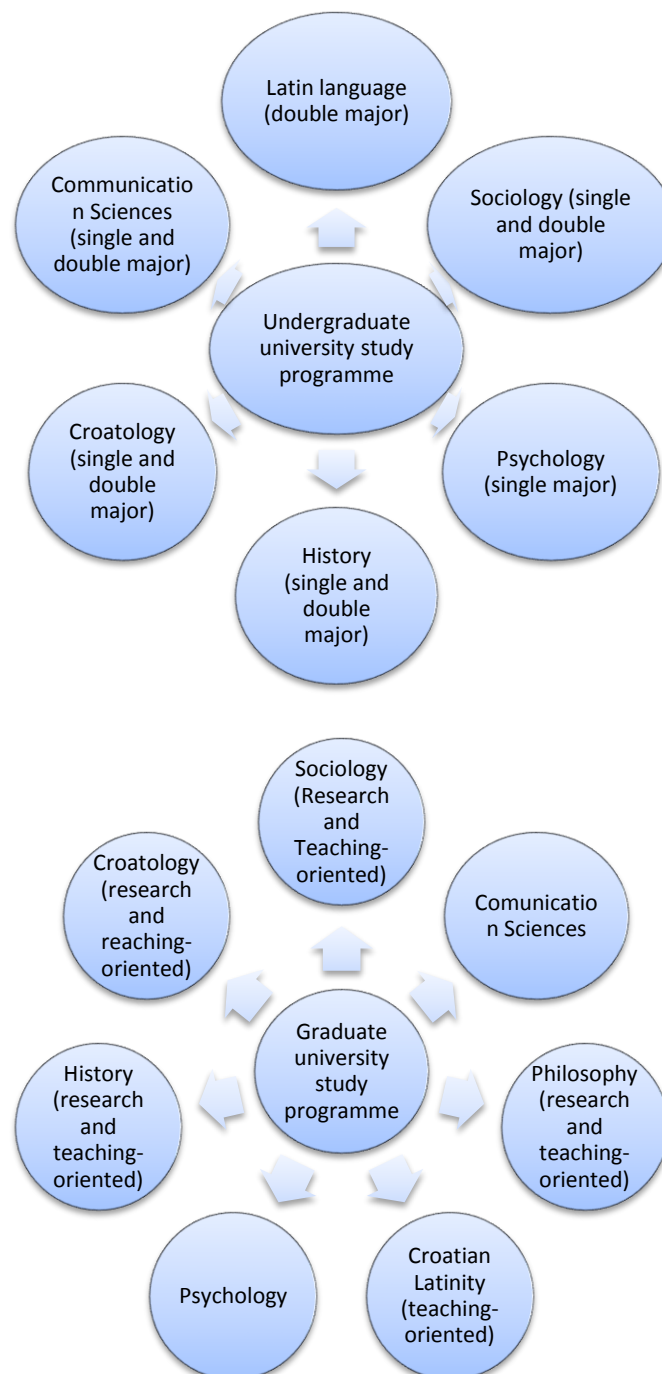 Latin language
(double major)
Communicatio
n Sciences
(single and
double major)
Sociology (single
and double
major)
Undergraduate
university study
programme
Croatology
(single and
double
major)
Psychology
(single major)
History
(single and
double
major)
Sociology
(Research
and
Teaching-
oriented)
Croatology
(research
and
reaching-
oriented)
Comunicatio
n Sciences
Graduate
university
study
programme
History
(research
and
teaching-
oriented)
Philosophy
(research
and
teaching-
oriented)
Psychology
Croatian
Latinity
(teaching-
oriented)